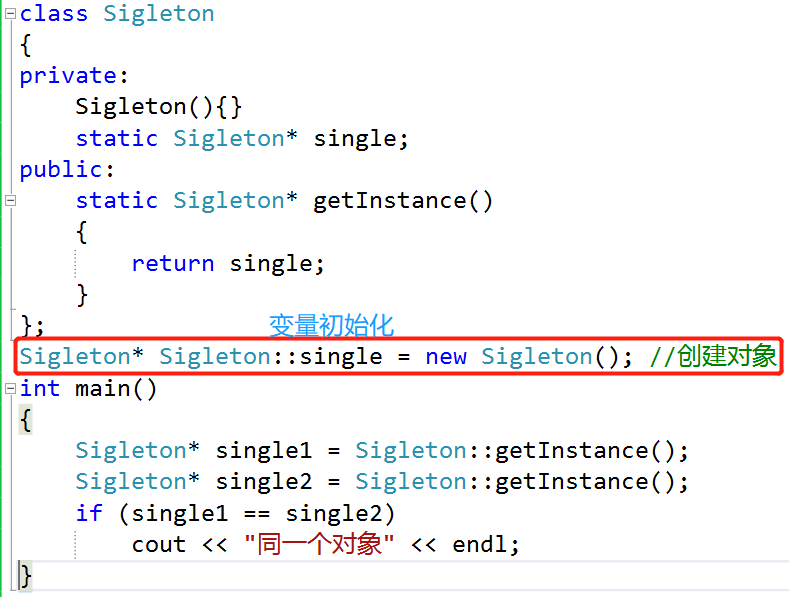 class Sigleton
{
private:
    Sigleton(){}
    static Sigleton* single;
public:
    static Sigleton* getInstance()
    {
        return single;
    }
};
变量初始化
Sigleton* Sigleton::single = new Sigleton(); //创建对象
int main()
{
    Sigleton* single1 = Sigleton::getInstance();
    Sigleton* single2 = Sigleton::getInstance();
    if (single1 == single2)
        cout << "同一个对象" << endl;
}